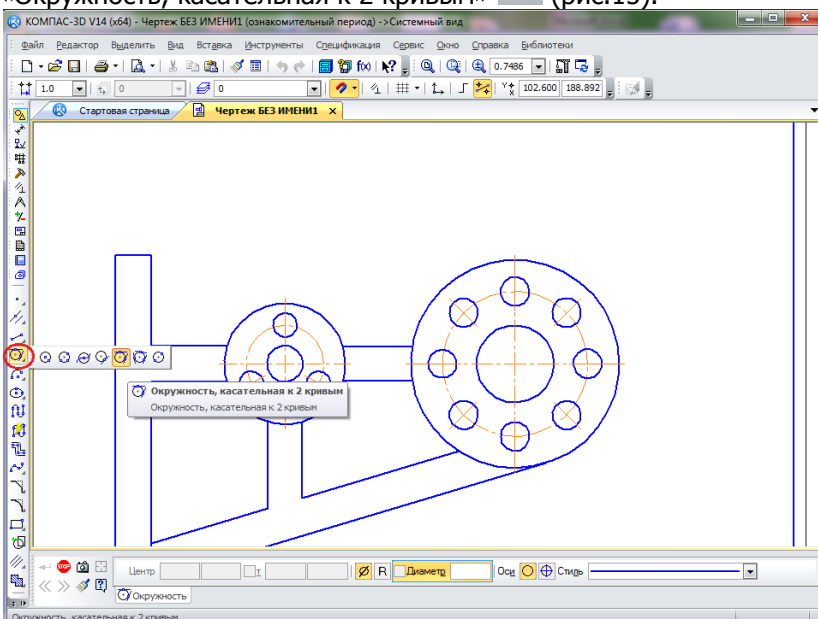 «Окружность, касательная к 2 кривым» (рис.15).
КОМПАС-3D V14 (x64) - Чертеж БЕЗ ИМЕНИ1 (ознакомительный период) ->Системный вид
Файл Редактор Выделить Вид Вставка Инструменты Спецификация Сервис Окно Справка Библиотеки
0.7486
1.0 0 0 102.600 188.892
Стартовая страница Чертеж БЕЗ ИМЕНИ1
Окружность, касательная к 2 кривым
Окружность, касательная к 2 кривым
STOP Центр Т R Диаметр Оси Стиль
Окружность
Окружность, касательная к 2 кривым